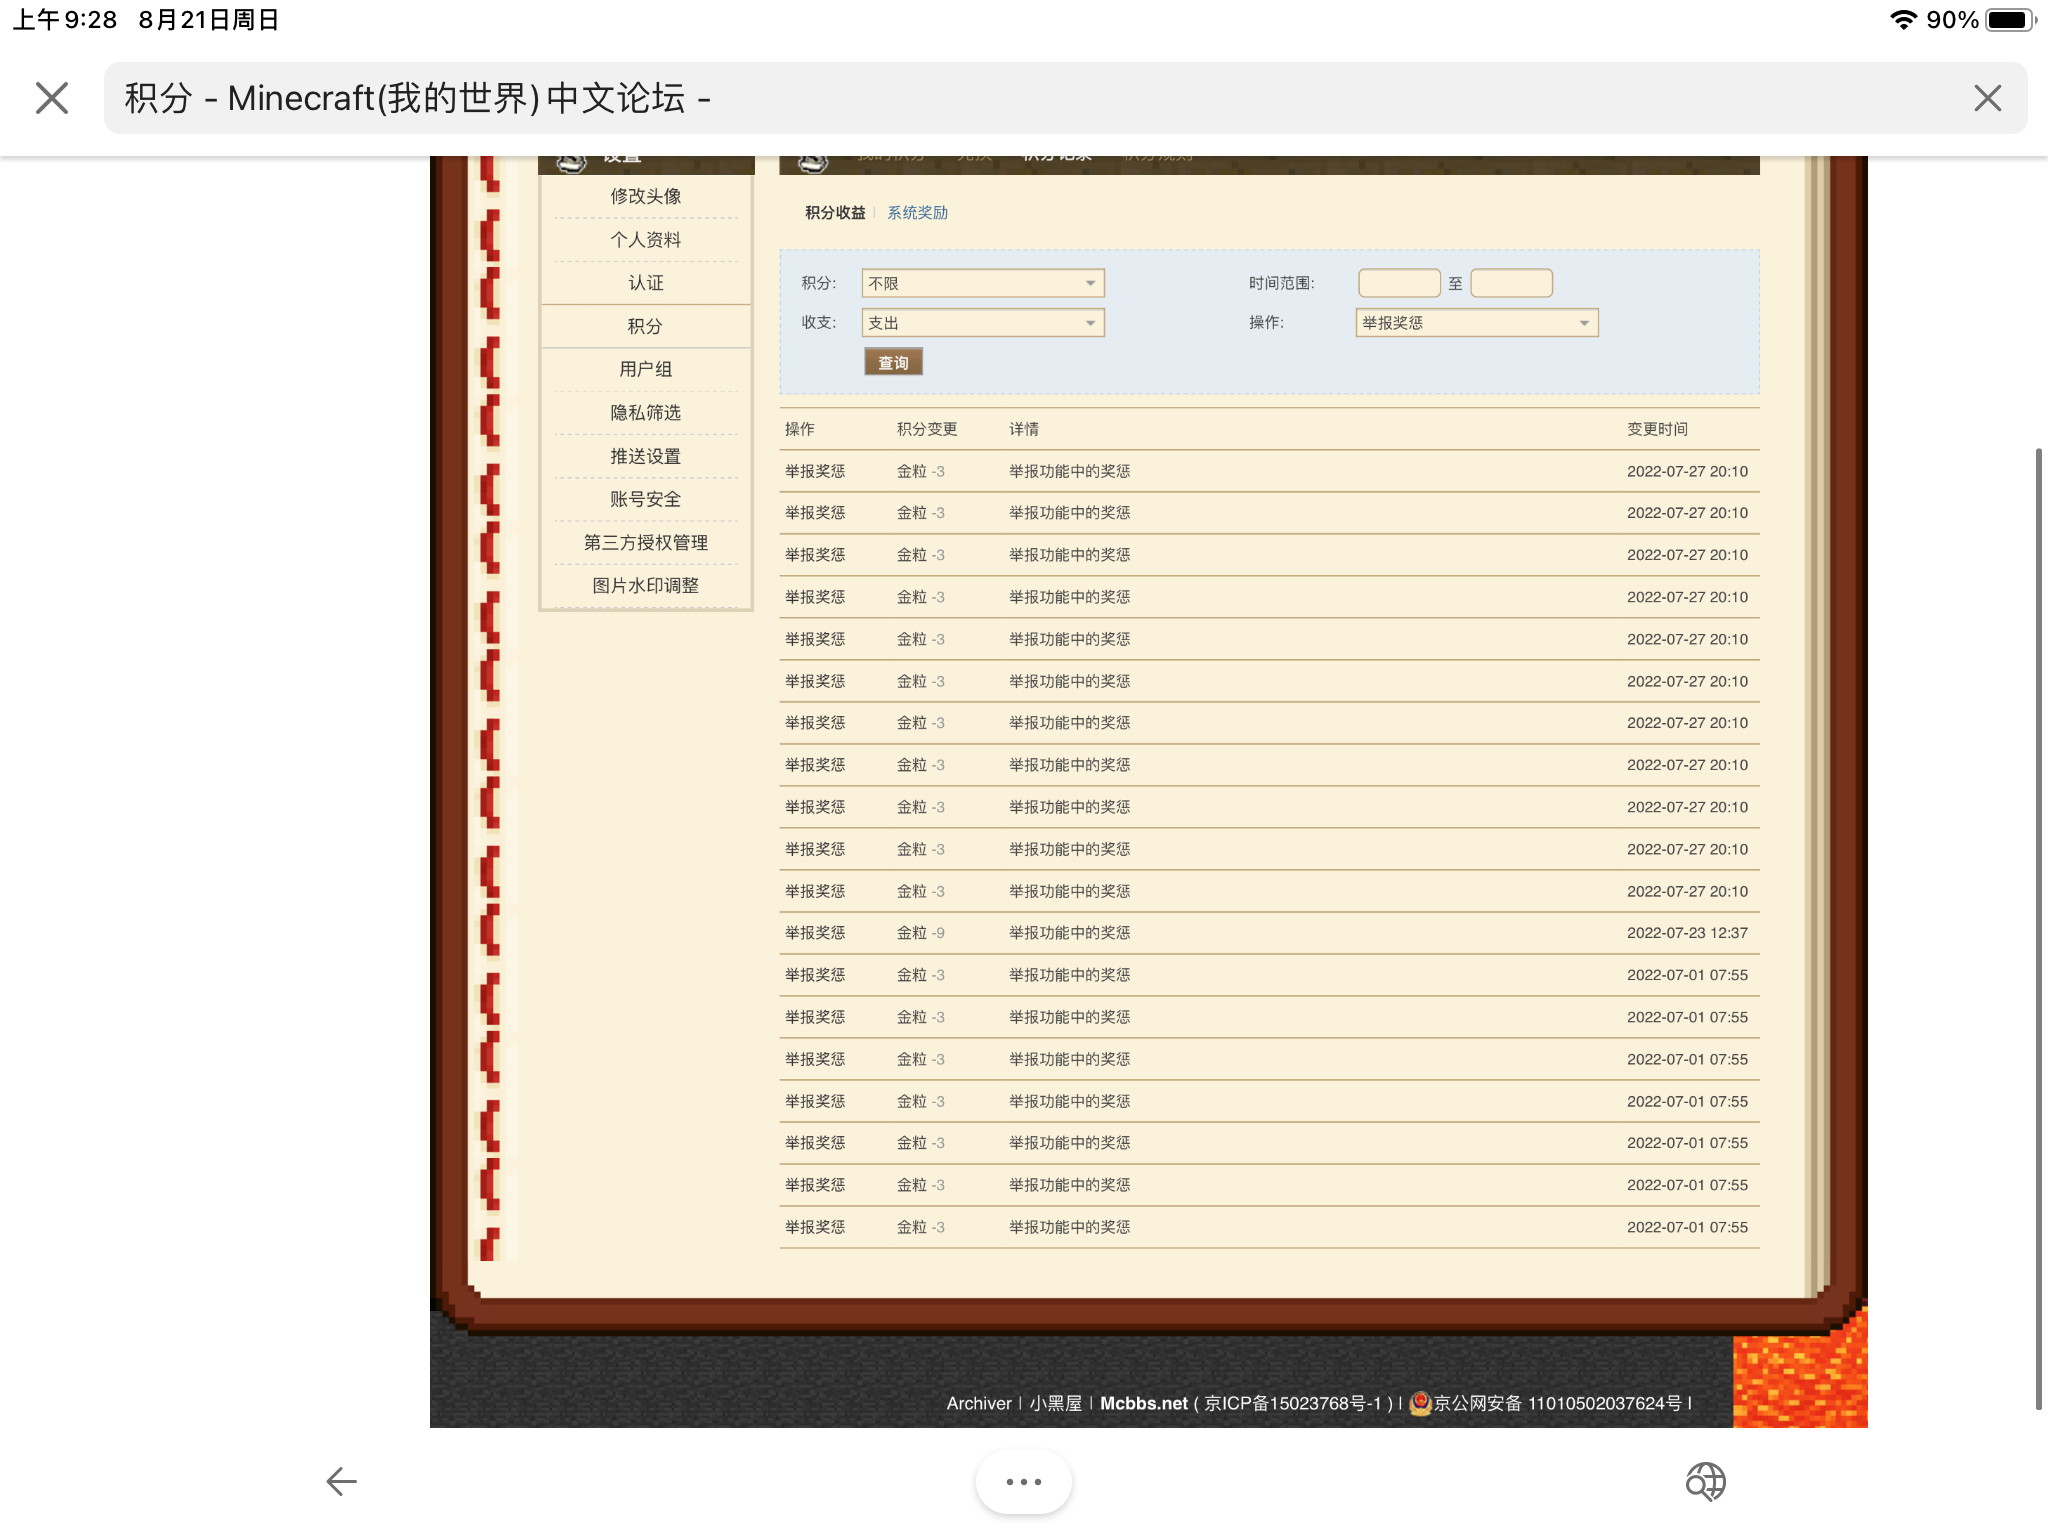 上午9:28 8月21日周日
90%
积分 - Minecraft(我的世界)中文论坛 -
设置
我的积分 兑换 积分记录 积分规则
修改头像
个人资料
认证
积分
用户组
隐私筛选
推送设置
账号安全
第三方授权管理
图片水印调整
积分收益 系统奖励
积分: 不限 时间范围: 至
收支: 支出 操作: 举报奖惩
查询
操作 积分变更 详情 变更时间
举报奖惩 金粒 -3 举报功能中的奖惩 2022-07-27 20:10
举报奖惩 金粒 -3 举报功能中的奖惩 2022-07-27 20:10
举报奖惩 金粒 -3 举报功能中的奖惩 2022-07-27 20:10
举报奖惩 金粒 -3 举报功能中的奖惩 2022-07-27 20:10
举报奖惩 金粒 -3 举报功能中的奖惩 2022-07-27 20:10
举报奖惩 金粒 -3 举报功能中的奖惩 2022-07-27 20:10
举报奖惩 金粒 -3 举报功能中的奖惩 2022-07-27 20:10
举报奖惩 金粒 -3 举报功能中的奖惩 2022-07-27 20:10
举报奖惩 金粒 -3 举报功能中的奖惩 2022-07-27 20:10
举报奖惩 金粒 -3 举报功能中的奖惩 2022-07-27 20:10
举报奖惩 金粒 -3 举报功能中的奖惩 2022-07-27 20:10
举报奖惩 金粒 -9 举报功能中的奖惩 2022-07-23 12:37
举报奖惩 金粒 -3 举报功能中的奖惩 2022-07-01 07:55
举报奖惩 金粒 -3 举报功能中的奖惩 2022-07-01 07:55
举报奖惩 金粒 -3 举报功能中的奖惩 2022-07-01 07:55
举报奖惩 金粒 -3 举报功能中的奖惩 2022-07-01 07:55
举报奖惩 金粒 -3 举报功能中的奖惩 2022-07-01 07:55
举报奖惩 金粒 -3 举报功能中的奖惩 2022-07-01 07:55
举报奖惩 金粒 -3 举报功能中的奖惩 2022-07-01 07:55
Archiver | 小黑屋 | Mcbbs.net ( 京ICP备15023768号-1 ) | 京公网安备 11010502037624号 |